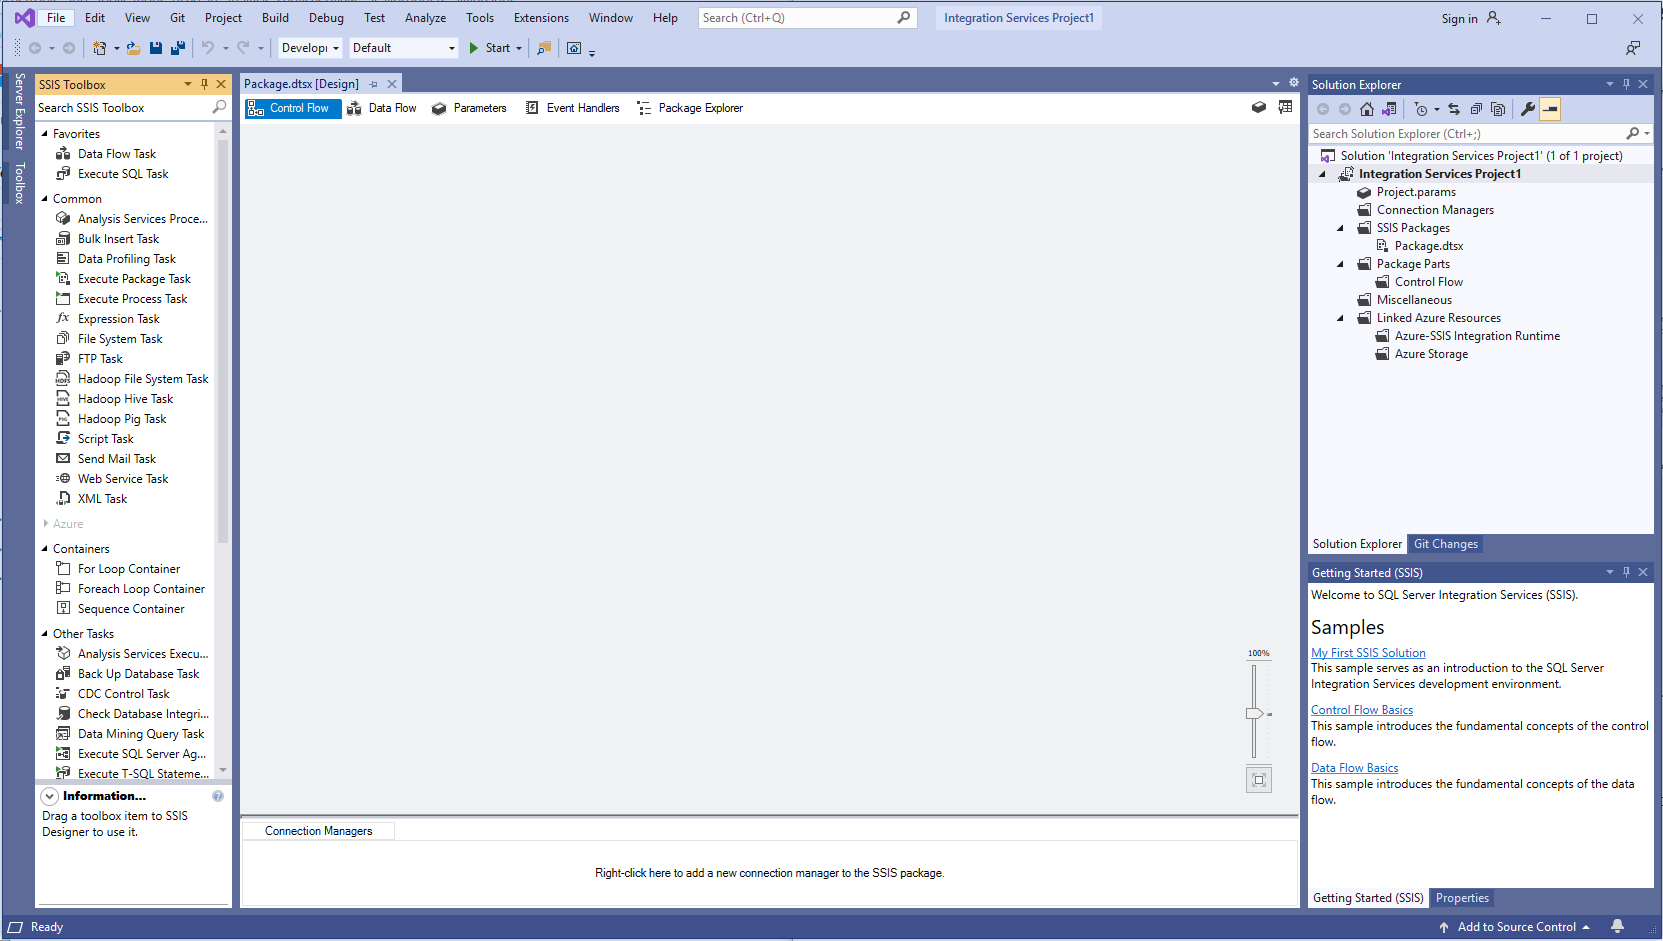 File Edit View Git Project Build Debug Test Analyze Tools Extensions Window Help Search (Ctrl+Q) Integration Services Project1 Sign in
Default Start
Server Explorer
Toolbox
SSIS Toolbox
Search SSIS Toolbox
Favorites
Data Flow Task
Execute SQL Task
Common
Analysis Services Proce...
Bulk Insert Task
Data Profiling Task
Execute Package Task
Execute Process Task
Expression Task
File System Task
FTP Task
Hadoop File System Task
Hadoop Hive Task
Hadoop Pig Task
Script Task
Send Mail Task
Web Service Task
XML Task
Azure
Containers
For Loop Container
Foreach Loop Container
Sequence Container
Other Tasks
Analysis Services Execu...
Back Up Database Task
CDC Control Task
Check Database Integri...
Data Mining Query Task
Execute SQL Server Ag...
Execute T-SQL Stateme...
Information...
Drag a toolbox item to SSIS
Designer to use it.
Package.dtsx [Design]
Control Flow Data Flow Parameters Event Handlers Package Explorer
100%
Connection Managers
Right-click here to add a new connection manager to the SSIS package.
Solution Explorer
Search Solution Explorer (Ctrl+;)
Solution 'Integration Services Project1' (1 of 1 project)
Integration Services Project1
Project.params
Connection Managers
SSIS Packages
Package.dtsx
Package Parts
Control Flow
Miscellaneous
Linked Azure Resources
Azure-SSIS Integration Runtime
Azure Storage
Solution Explorer Git Changes
Getting Started (SSIS)
Welcome to SQL Server Integration Services (SSIS).
Samples
My First SSIS Solution
This sample serves as an introduction to the SQL Server
Integration Services development environment.
Control Flow Basics
This sample introduces the fundamental concepts of the control
flow.
Data Flow Basics
This sample introduces the fundamental concepts of the data
flow.
Getting Started (SSIS) Properties
Ready
Add to Source Control